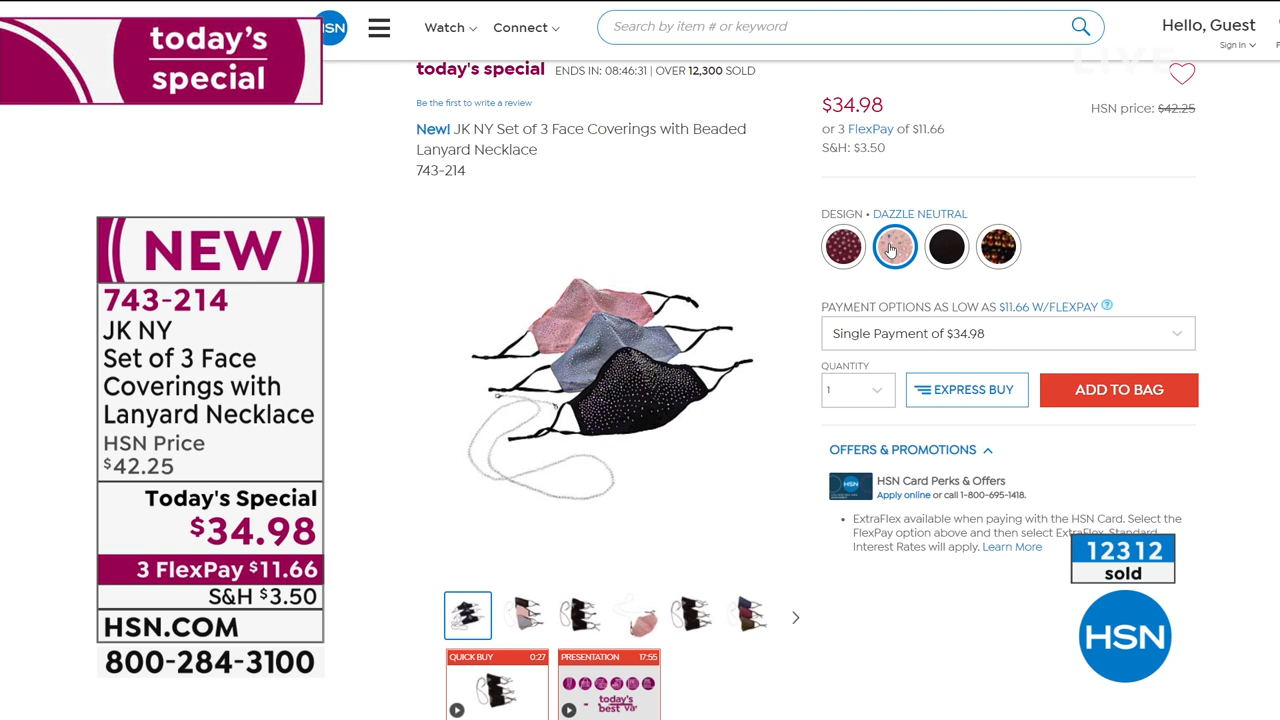 today's
special
HSN
Watch
Connect
Search by item # or keyword
Hello, Guest
Sign In
LIVE
today's special ENDS IN: 08:46:31 | OVER 12,300 SOLD
Be the first to write a review
New! JK NY Set of 3 Face Coverings with Beaded
Lanyard Necklace
743-214
$34.98
HSN price: $42.25
or 3 FlexPay of $11.66
S&H: $3.50
DESIGN • DAZZLE NEUTRAL
PAYMENT OPTIONS AS LOW AS $11.66 W/FLEXPAY ?
Single Payment of $34.98
QUANTITY
1
EXPRESS BUY
ADD TO BAG
OFFERS & PROMOTIONS
HSN
HSN Card Perks & Offers
Apply online or call 1-800-695-1418.
• ExtraFlex available when paying with the HSN Card. Select the
FlexPay option above and then select ExtraFlex. Standard
Interest Rates will apply. Learn More
NEW
743-214
JK NY
Set of 3 Face
Coverings with
Lanyard Necklace
HSN Price
$42.25
Today's Special
$34.98
3 FlexPay $11.66
S&H $3.50
HSN.COM
800-284-3100
QUICK BUY 0:27
PRESENTATION 17:55
today's
best
12312
sold
HSN